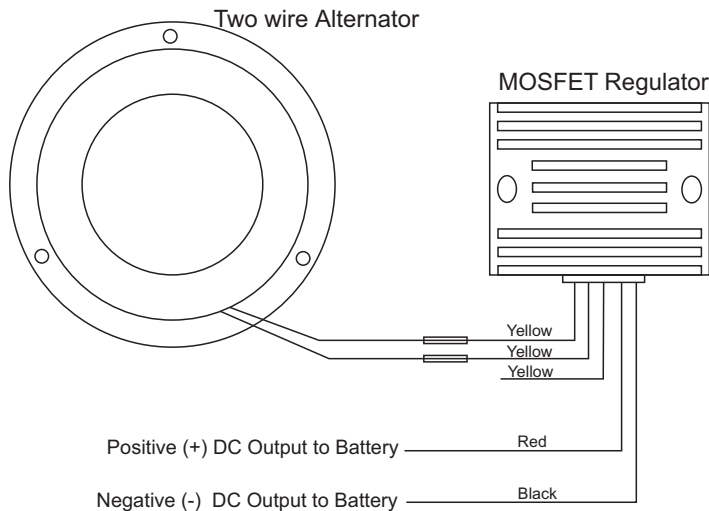 Two wire Alternator
MOSFET Regulator
Yellow
Yellow
Yellow
Positive (+) DC Output to Battery
Red
Negative (-) DC Output to Battery
Black